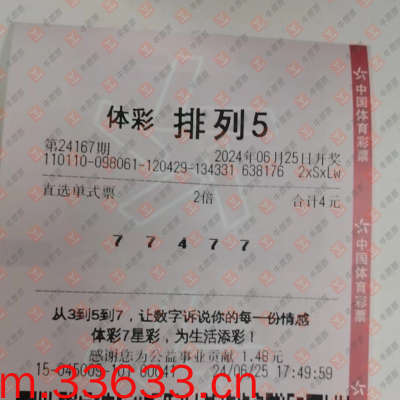 体彩 排列5
第24167期 2024年06月25日开奖
110110-098061-120429-134331 638176 2xSxLw
直选单式票 2倍 合计4元
7 7 4 7 7
从3到5到7，让数字诉说你的每一份情感
体彩7星彩，为生活添彩！
感谢您为公益事业贡献 1.48元
15-045009-101 00047 24/06/25 17:49:59
m.33633.cn
中国体育彩票
中国体育彩票